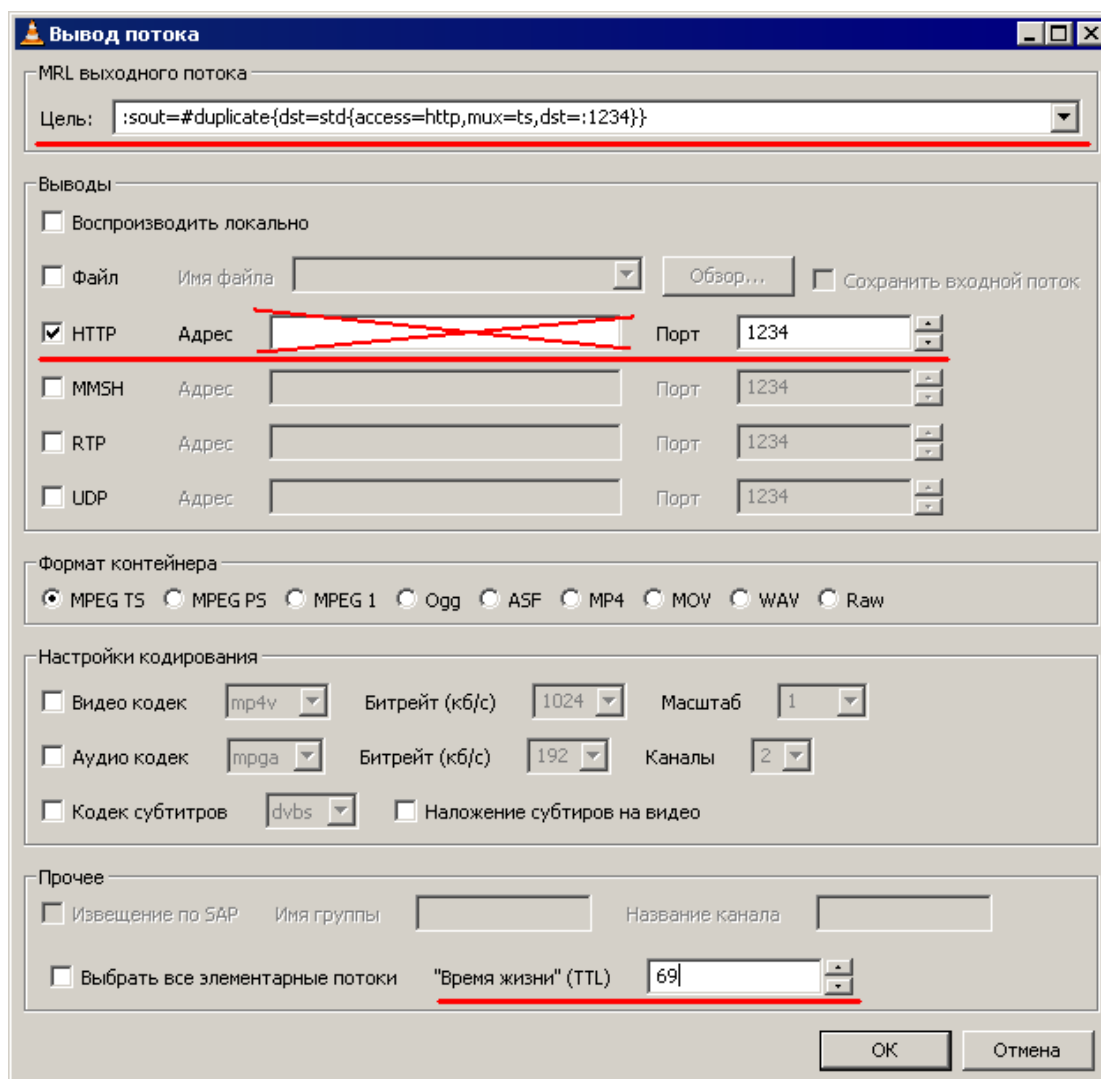 Вывод потока
MRL выходного потока
Цель: :sout=#duplicate{dst=std{access=http,mux=ts,dst=:1234}}
Выводы
Воспроизводить локально
Файл Имя файла Обзор... Сохранить входной поток
HTTP Адрес Порт 1234
MMSH Адрес Порт 1234
RTP Адрес Порт 1234
UDP Адрес Порт 1234
Формат контейнера
MPEG TS MPEG PS MPEG 1 Ogg ASF MP4 MOV WAV Raw
Настройки кодирования
Видео кодек mp4v Битрейт (кб/с) 1024 Масштаб 1
Аудио кодек mpga Битрейт (кб/с) 192 Каналы 2
Кодек субтитров dvbs Наложение субтиров на видео
Прочее
Извещение по SAP Имя группы Название канала
Выбрать все элементарные потоки "Время жизни" (TTL) 69
OK Отмена